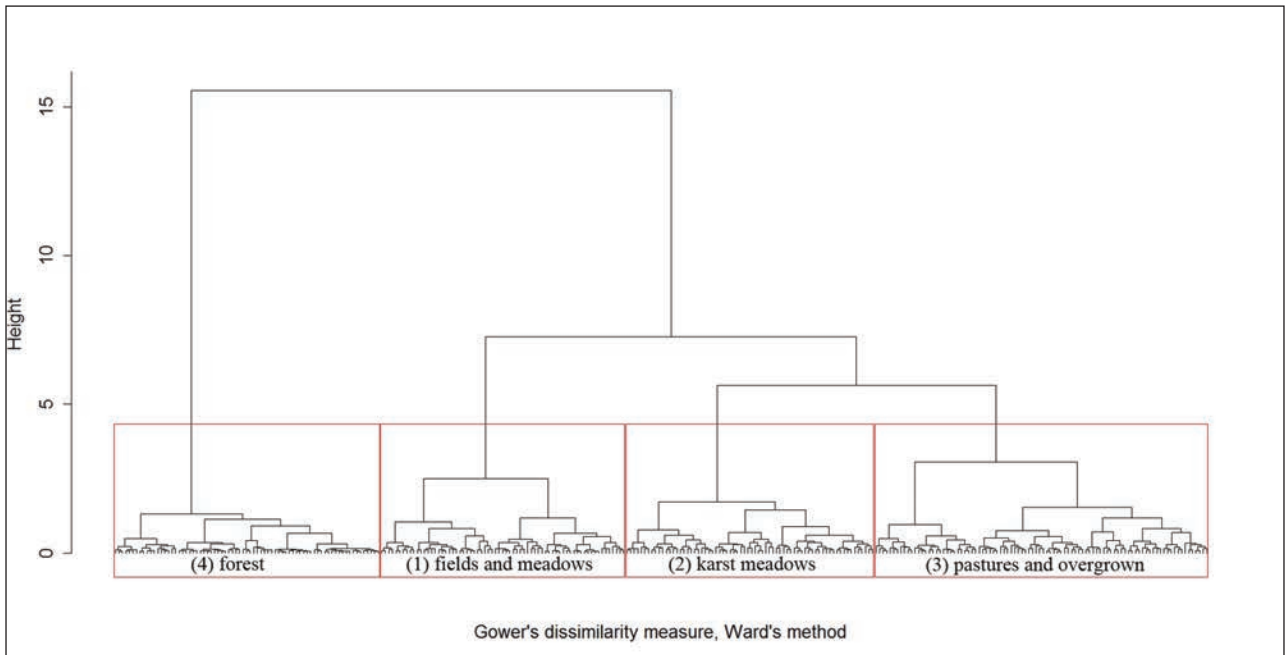 15
10
5
0
Height
(4) forest
(1) fields and meadows
(2) karst meadows
(3) pastures and overgrown
Gower's dissimilarity measure, Ward's method